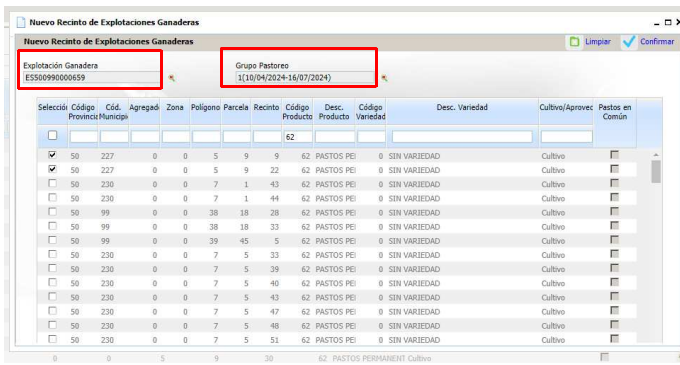 Nuevo Recinto de Explotaciones Ganaderas
Nuevo Recinto de Explotaciones Ganaderas Limpiar Confirmar
Explotación Ganadera Grupo Pastoreo
ES500990000659 1(10/04/2024-16/07/2024)
Selecció Código Provincia Cód. Municipi Agregad Zona Polígono Parcela Recinto Código Producto Desc. Producto Código Variedad Desc. Variedad Cultivo/Aprovec Pastos en Común
62
50 227 0 0 5 9 9 62 PASTOS PE 0 SIN VARIEDAD Cultivo
50 227 0 0 5 9 22 62 PASTOS PE 0 SIN VARIEDAD Cultivo
50 230 0 0 7 1 43 62 PASTOS PE 0 SIN VARIEDAD Cultivo
50 230 0 0 7 1 44 62 PASTOS PE 0 SIN VARIEDAD Cultivo
50 99 0 0 38 18 28 62 PASTOS PE 0 SIN VARIEDAD Cultivo
50 99 0 0 38 18 33 62 PASTOS PE 0 SIN VARIEDAD Cultivo
50 99 0 0 39 45 5 62 PASTOS PE 0 SIN VARIEDAD Cultivo
50 230 0 0 7 5 33 62 PASTOS PE 0 SIN VARIEDAD Cultivo
50 230 0 0 7 5 39 62 PASTOS PE 0 SIN VARIEDAD Cultivo
50 230 0 0 7 5 40 62 PASTOS PE 0 SIN VARIEDAD Cultivo
50 230 0 0 7 5 43 62 PASTOS PE 0 SIN VARIEDAD Cultivo
50 230 0 0 7 5 47 62 PASTOS PE 0 SIN VARIEDAD Cultivo
50 230 0 0 7 5 48 62 PASTOS PE 0 SIN VARIEDAD Cultivo
50 230 0 0 7 5 51 62 PASTOS PE 0 SIN VARIEDAD Cultivo
0 0 5 9 30 62 PASTOS PERMANENT Cultivo